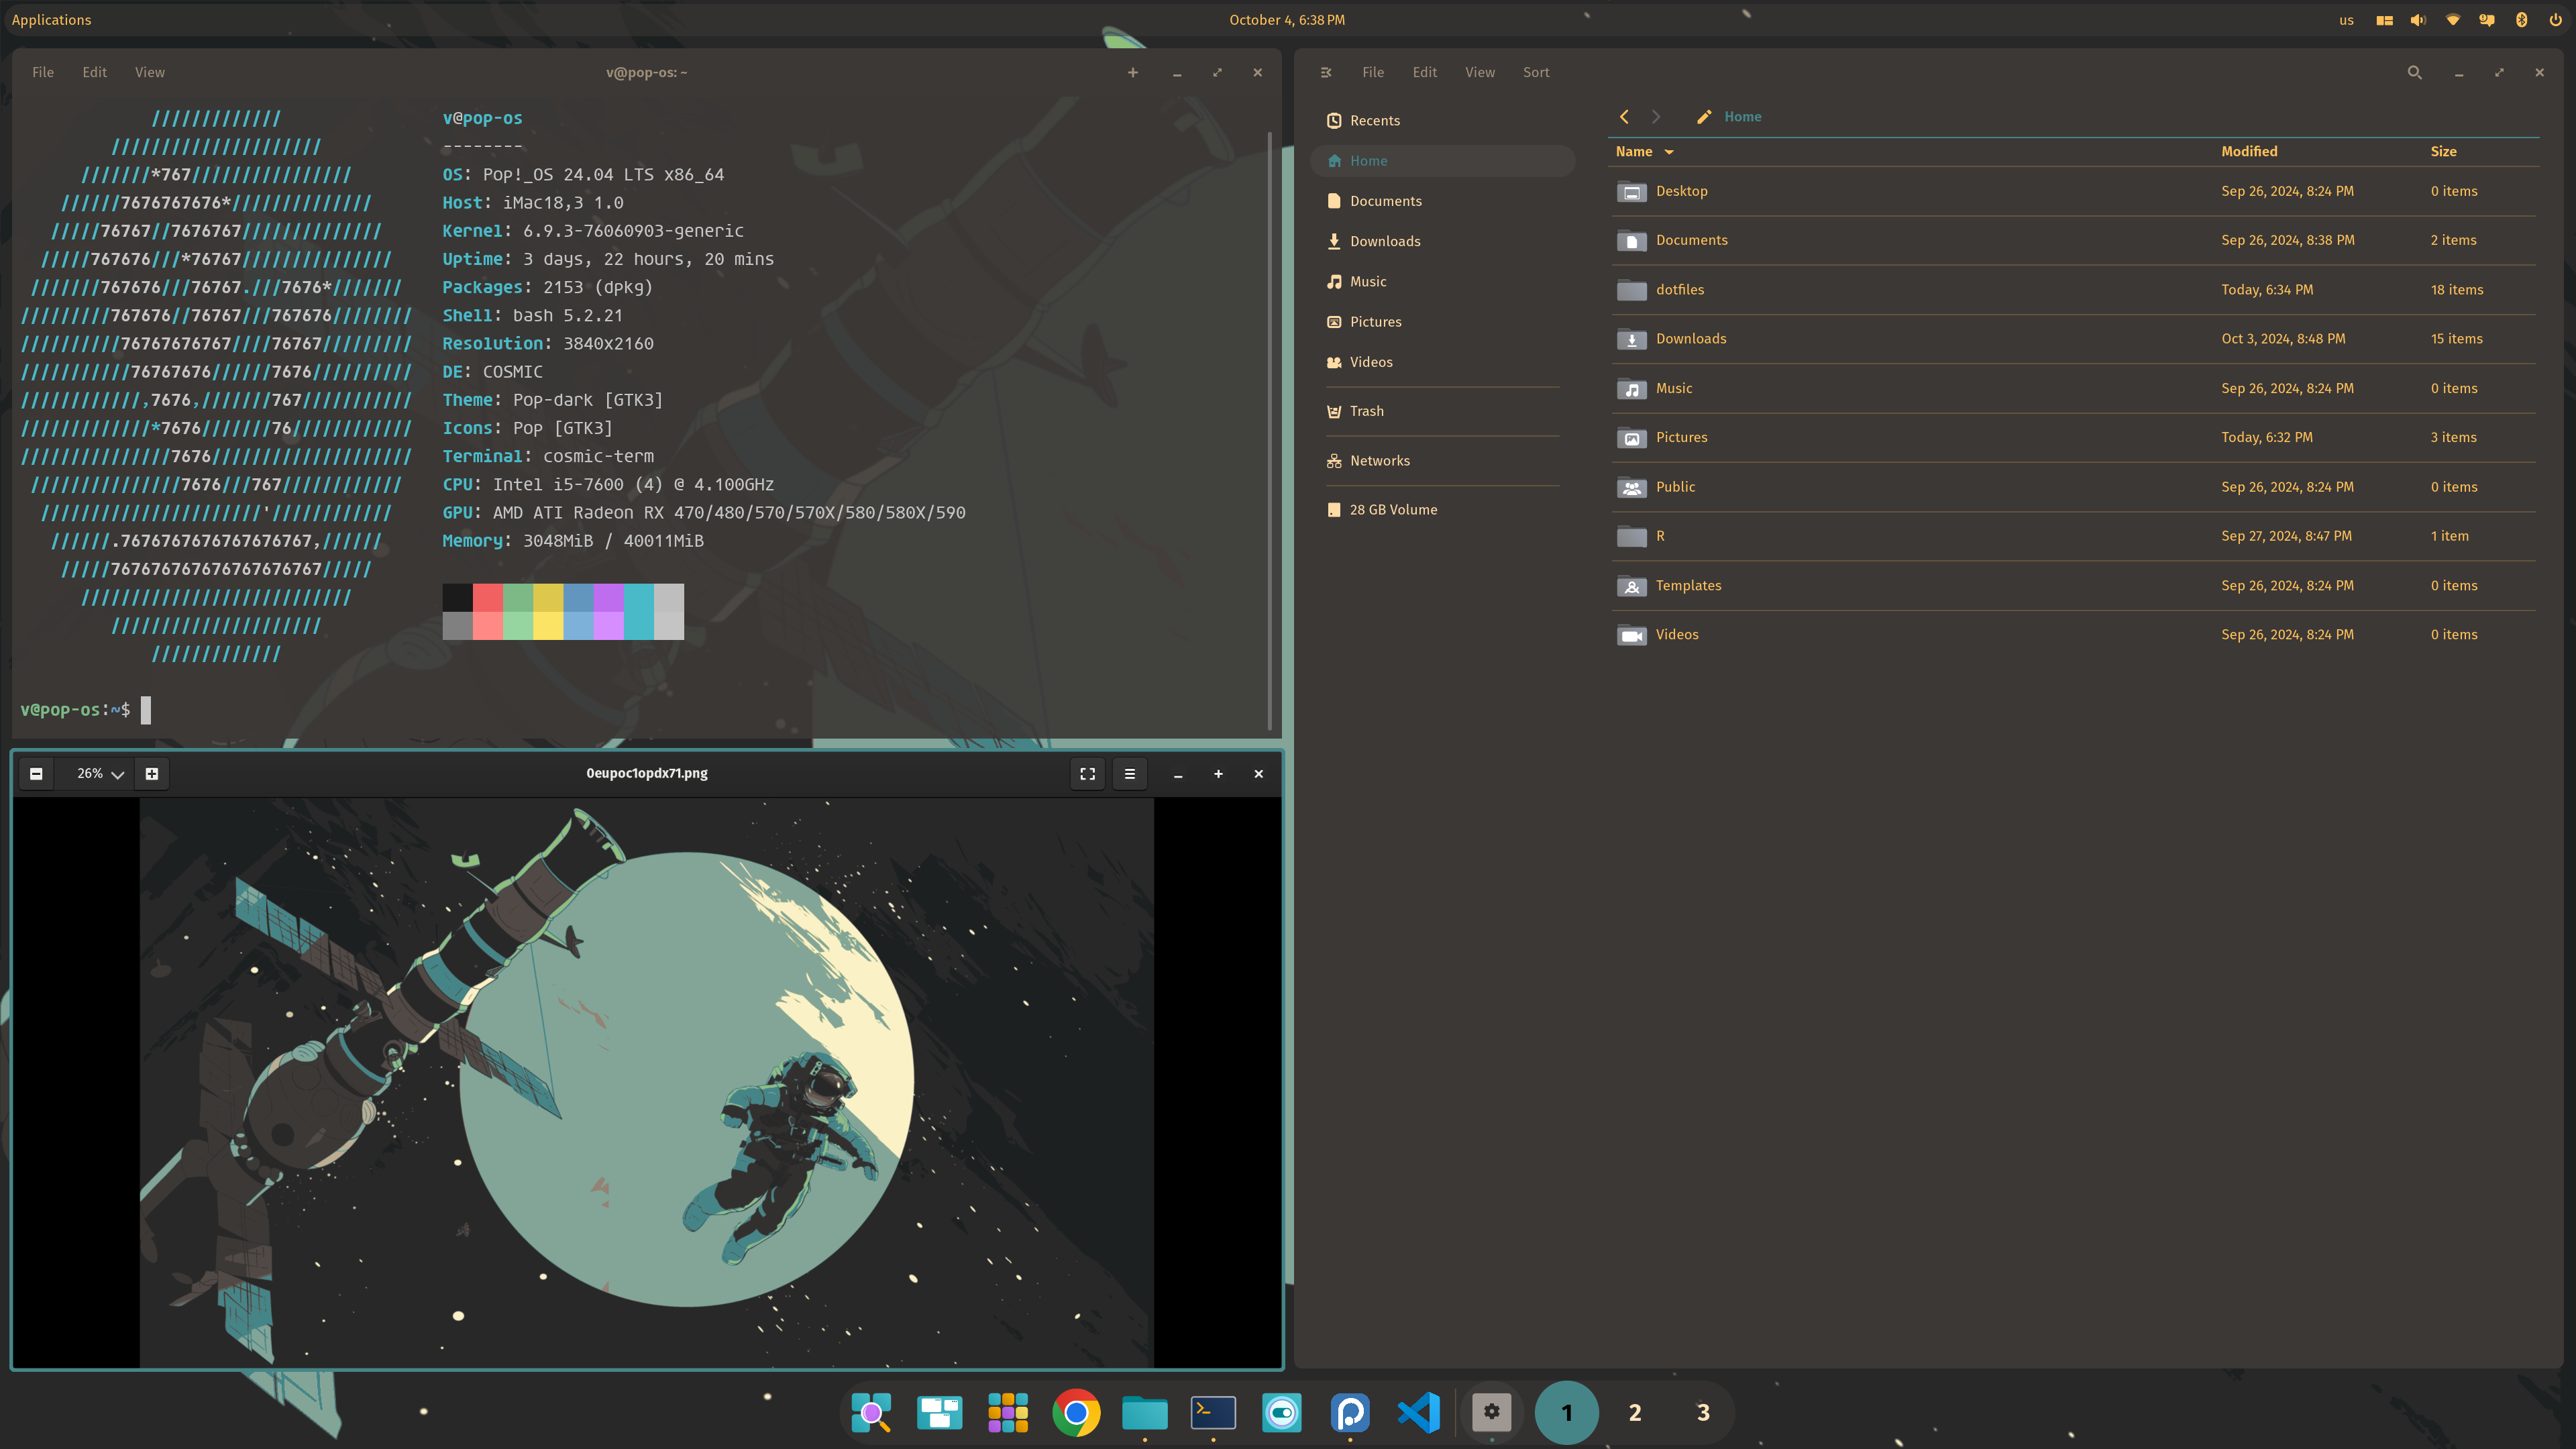 Applications
October 4, 6:38 PM
us
File Edit View
v@pop-os: ~
/////////////
/////////////////////
///////*767////////////////
//////7676767676*//////////////
/////76767//7676767//////////////
/////767676///*76767///////////////
///////767676///76767.///7676*///////
/////////767676//76767///767676////////
//////////76767676767////76767/////////
///////////76767676//////7676//////////
////////////,7676,///////767///////////
/////////////*7676///////76////////////
///////////////7676////////////////////
///////////////7676///767////////////
//////////////////////'////////////
//////.7676767676767676767,//////
/////767676767676767676767/////
///////////////////////////
/////////////////////
/////////////
v@pop-os
--------
OS: Pop!_OS 24.04 LTS x86_64
Host: iMac18,3 1.0
Kernel: 6.9.3-76060903-generic
Uptime: 3 days, 22 hours, 20 mins
Packages: 2153 (dpkg)
Shell: bash 5.2.21
Resolution: 3840x2160
DE: COSMIC
Theme: Pop-dark [GTK3]
Icons: Pop [GTK3]
Terminal: cosmic-term
CPU: Intel i5-7600 (4) @ 4.100GHz
GPU: AMD ATI Radeon RX 470/480/570/570X/580/580X/590
Memory: 3048MiB / 40011MiB
v@pop-os:~$
26%
0eupoc1opdx71.png
File Edit View Sort
Recents
Home
Documents
Downloads
Music
Pictures
Videos
Trash
Networks
28 GB Volume
Home
Name Modified Size
Desktop Sep 26, 2024, 8:24 PM 0 items
Documents Sep 26, 2024, 8:38 PM 2 items
dotfiles Today, 6:34 PM 18 items
Downloads Oct 3, 2024, 8:48 PM 15 items
Music Sep 26, 2024, 8:24 PM 0 items
Pictures Today, 6:32 PM 3 items
Public Sep 26, 2024, 8:24 PM 0 items
R Sep 27, 2024, 8:47 PM 1 item
Templates Sep 26, 2024, 8:24 PM 0 items
Videos Sep 26, 2024, 8:24 PM 0 items
1 2 3